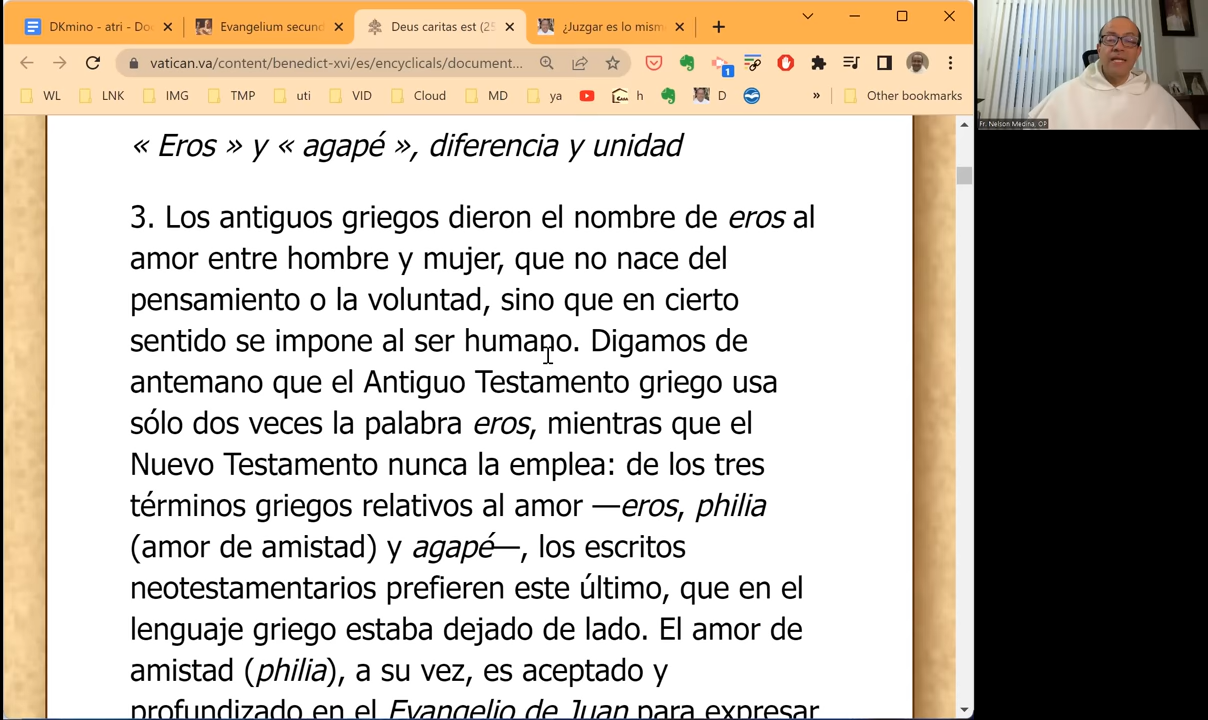 DKmino - atri - Doc
Evangelium secund
Deus caritas est (25
¿Juzgar es lo mism
vatican.va/content/benedict-xvi/es/encyclicals/document...
1
WL
LNK
IMG
TMP
uti
VID
Cloud
MD
ya
h
D
»
Other bookmarks
Fr. Nelson Medina, OP
« Eros » y « agapé », diferencia y unidad
3. Los antiguos griegos dieron el nombre de eros al
amor entre hombre y mujer, que no nace del
pensamiento o la voluntad, sino que en cierto
sentido se impone al ser humano. Digamos de
antemano que el Antiguo Testamento griego usa
sólo dos veces la palabra eros, mientras que el
Nuevo Testamento nunca la emplea: de los tres
términos griegos relativos al amor —eros, philia
(amor de amistad) y agapé—, los escritos
neotestamentarios prefieren este último, que en el
lenguaje griego estaba dejado de lado. El amor de
amistad (philia), a su vez, es aceptado y
profundizado en el Evangelio de Juan para expresar